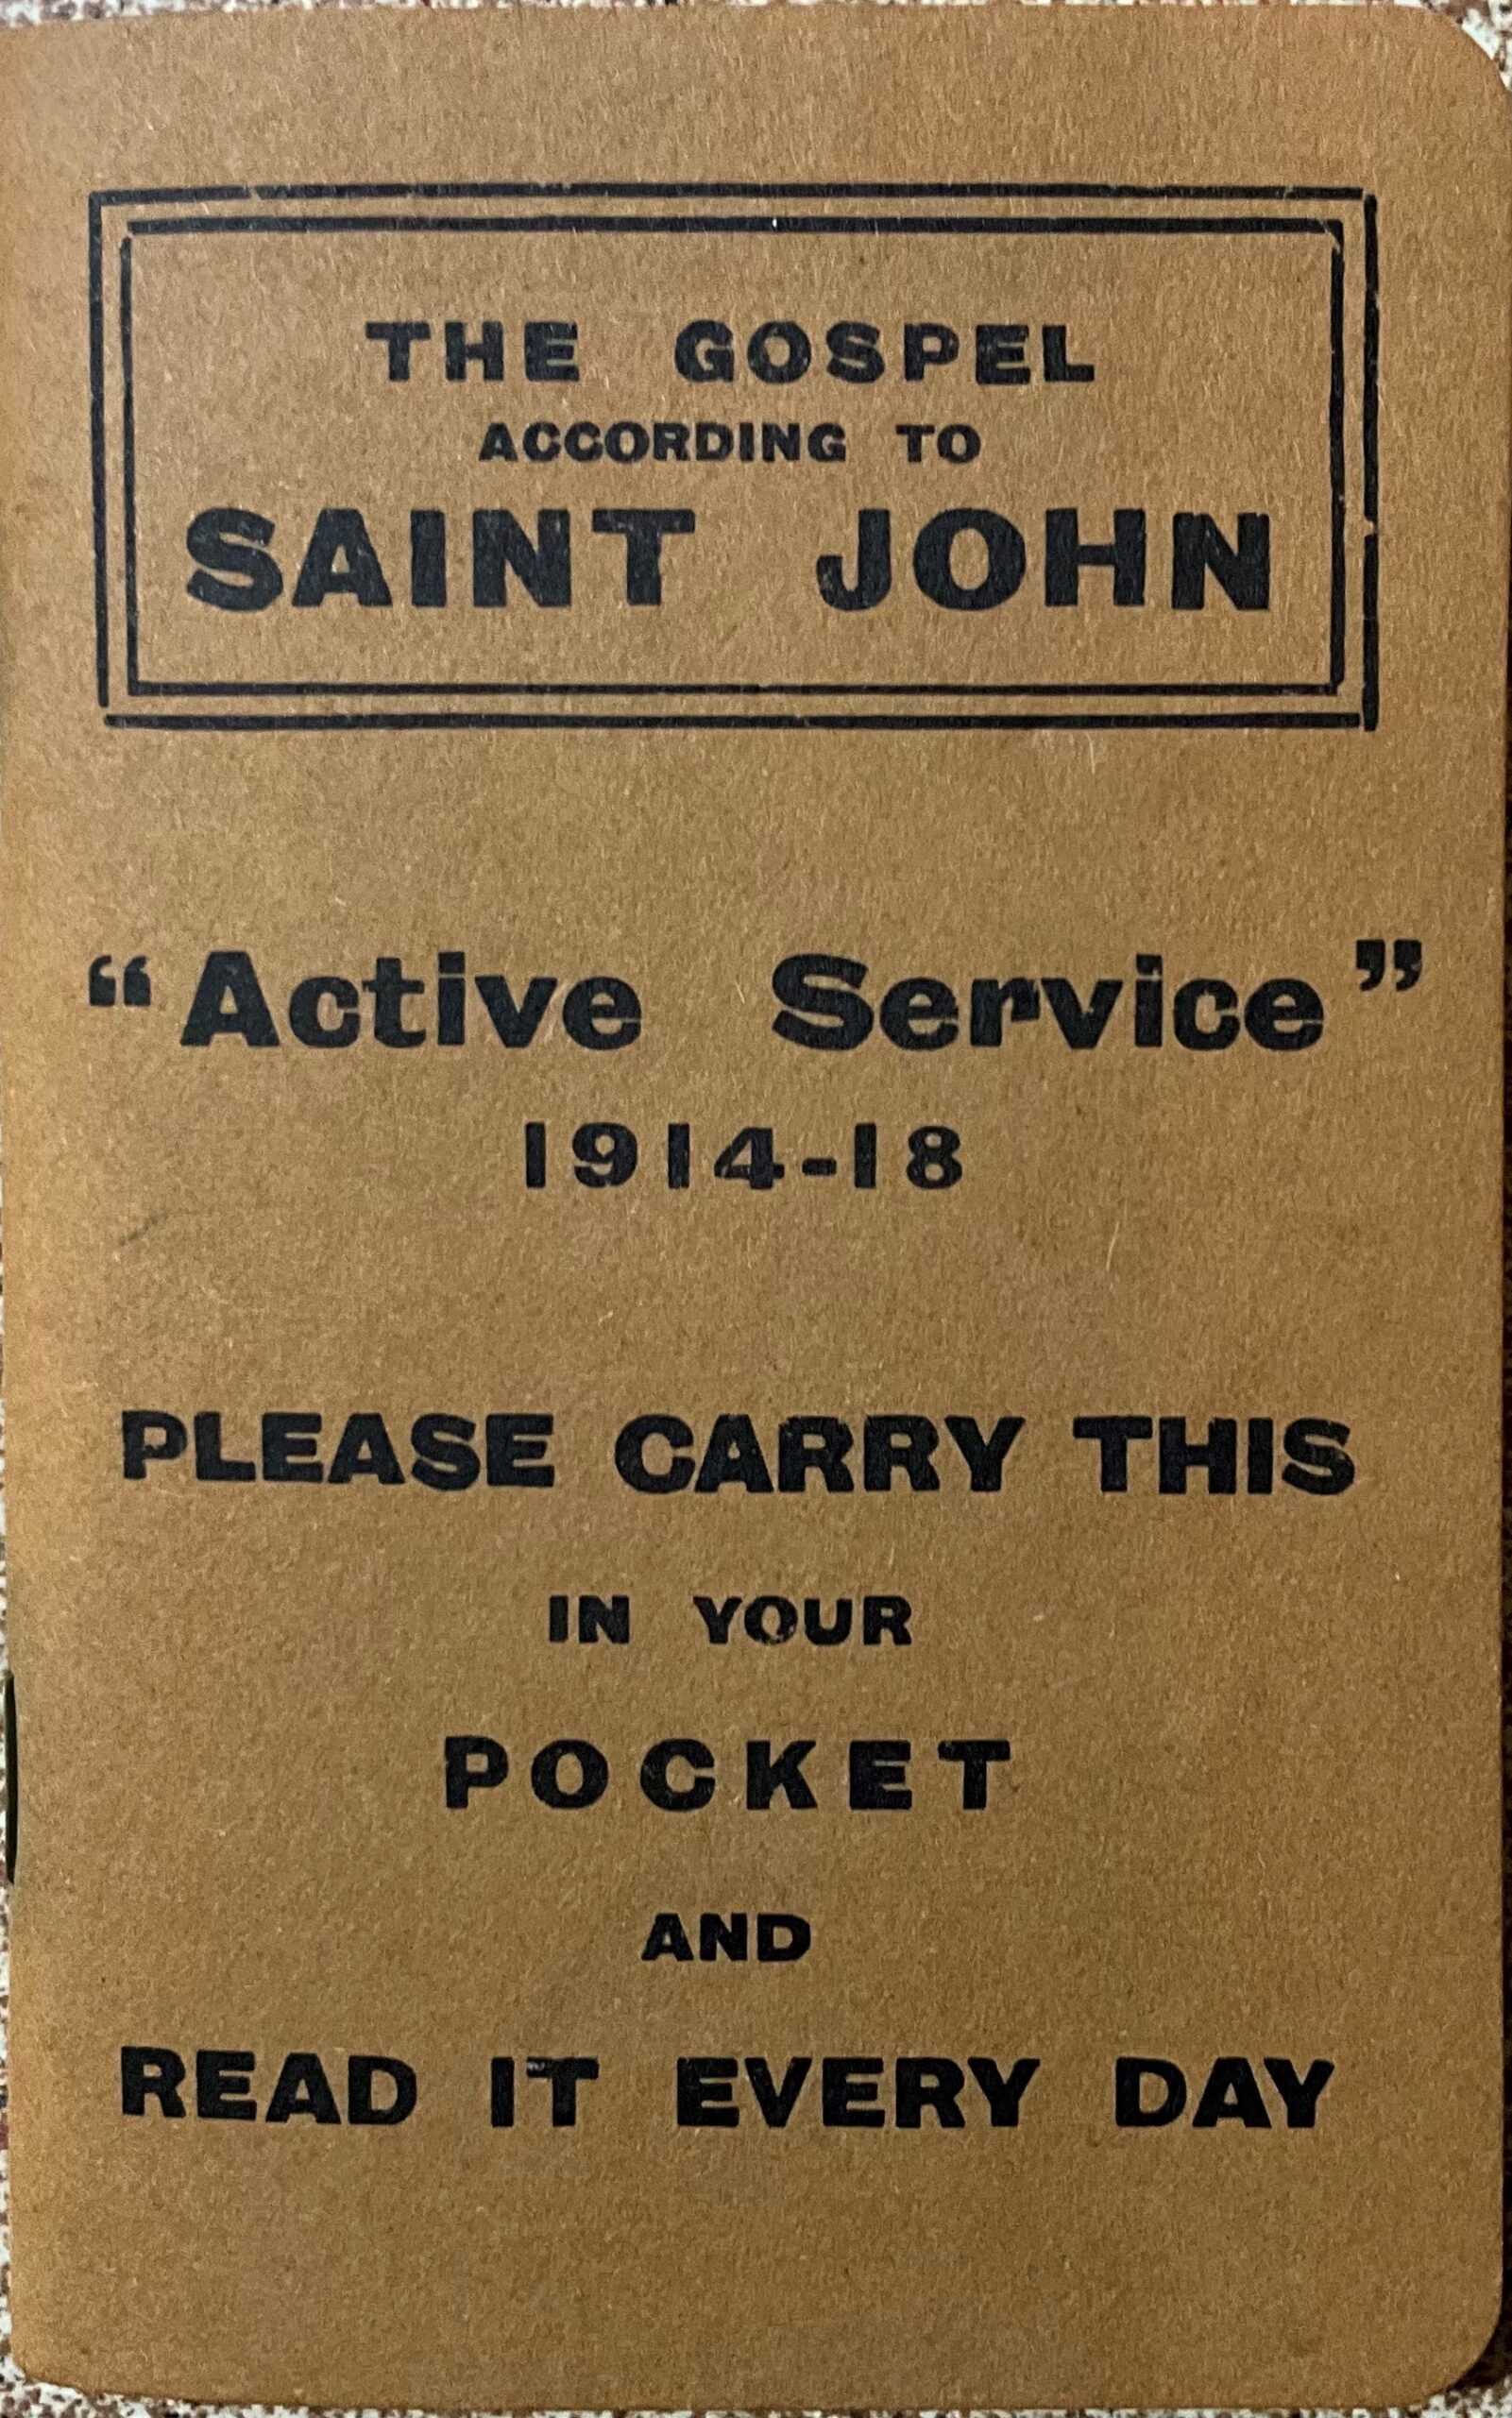 THE GOSPEL
ACCORDING TO
SAINT JOHN
“Active Service”
1914-18
PLEASE CARRY THIS
IN YOUR
POCKET
AND
READ IT EVERY DAY